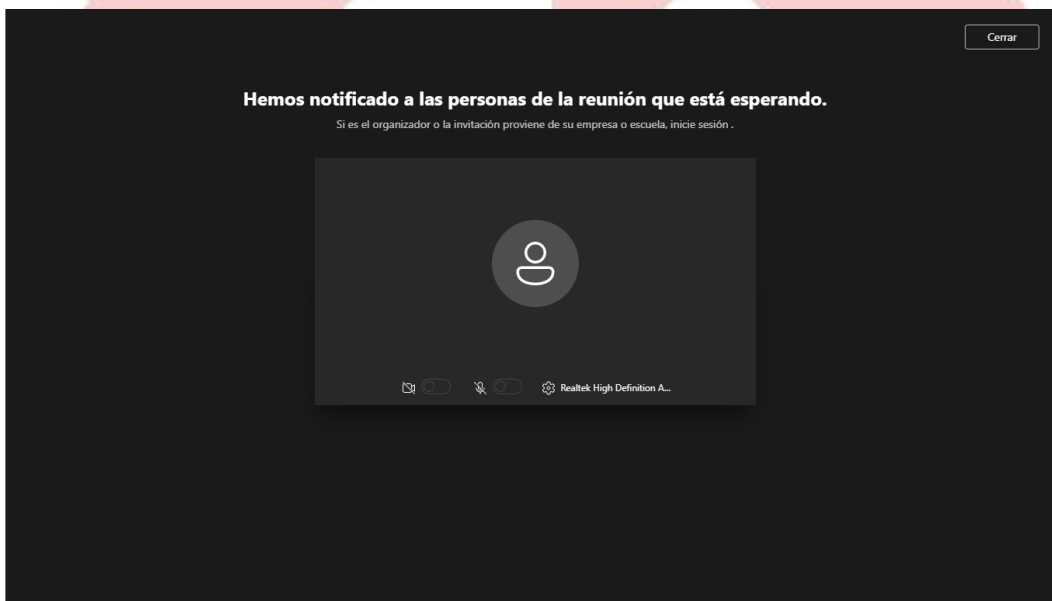 Cerrar
Hemos notificado a las personas de la reunión que está esperando.
Si es el organizador o la invitación proviene de su empresa o escuela, inicie sesión .
Realtek High Definition A...